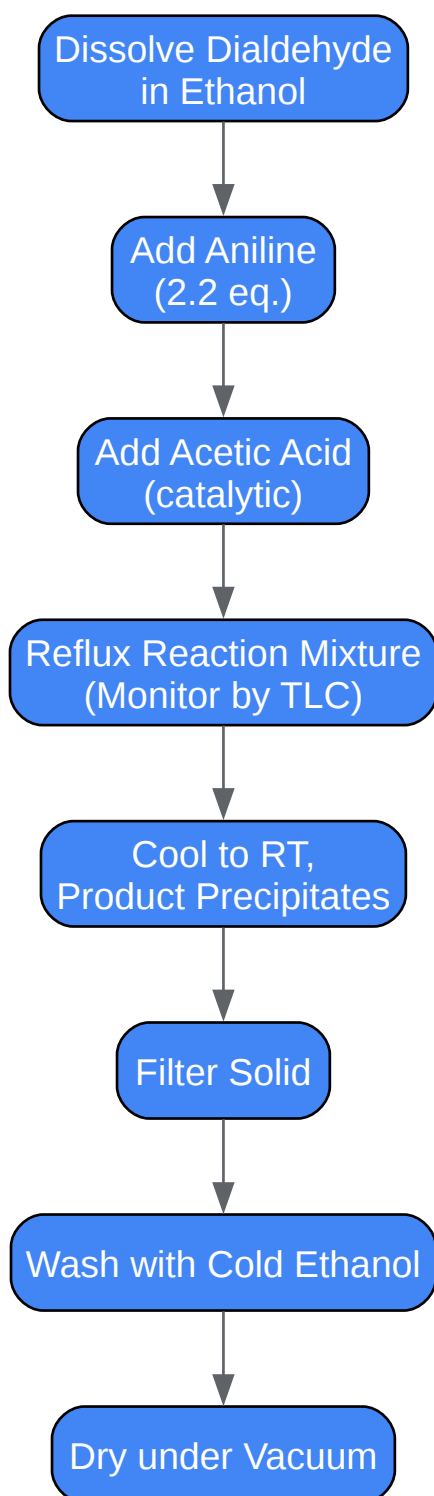 Dissolve Dialdehyde
in Ethanol
Add Aniline
(2.2 eq.)
Add Acetic Acid
(catalytic)
Reflux Reaction Mixture
(Monitor by TLC)
Cool to RT,
Product Precipitates
Filter Solid
Wash with Cold Ethanol
Dry under Vacuum